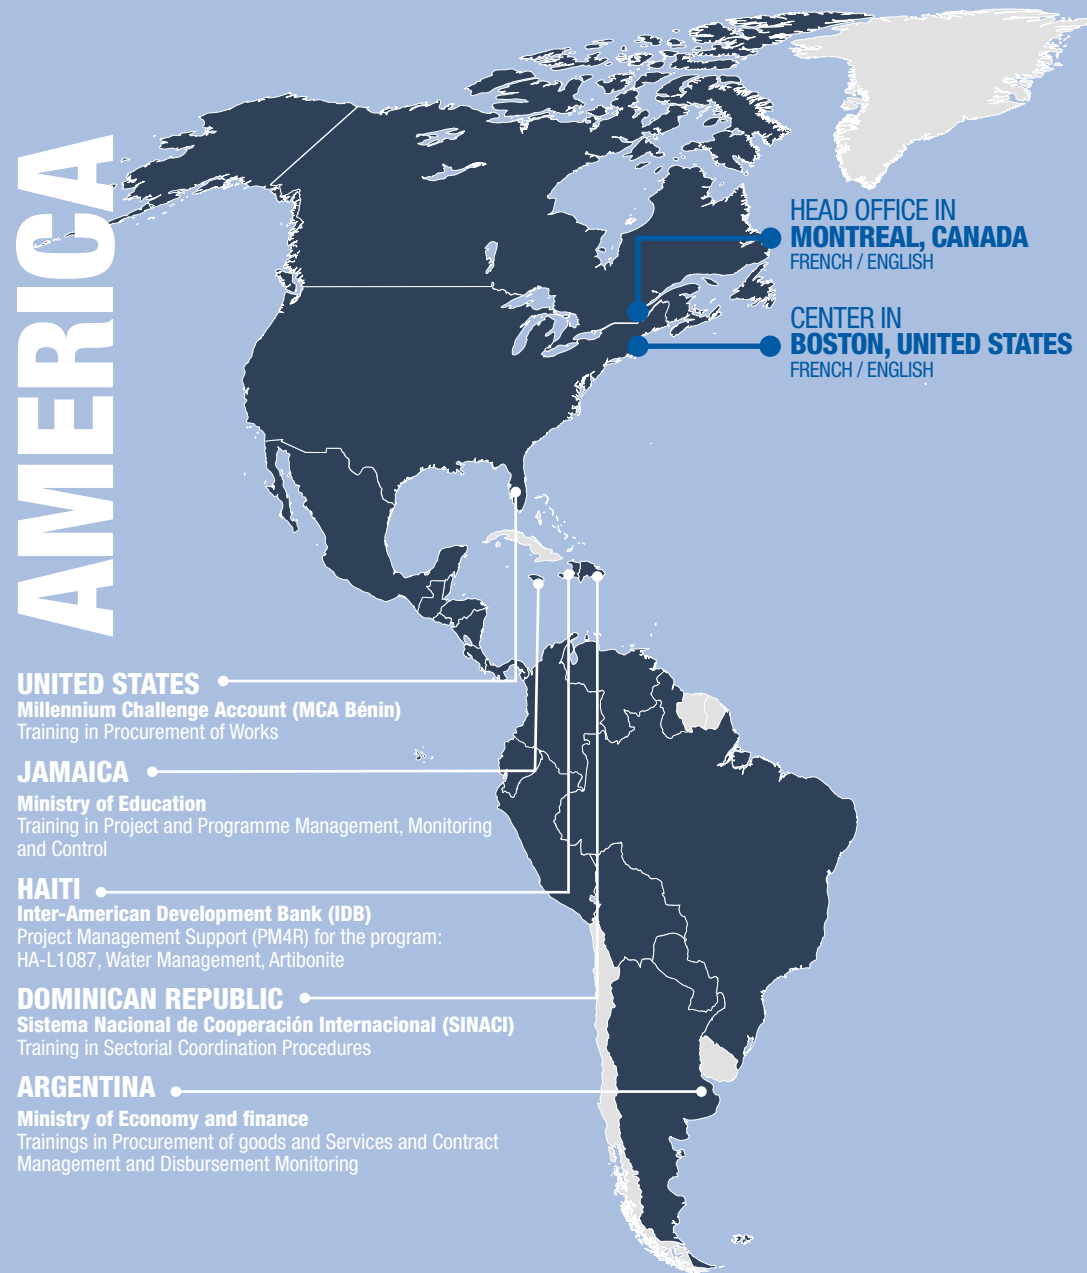 AMERICA
HEAD OFFICE IN
MONTREAL, CANADA
FRENCH / ENGLISH
CENTER IN
BOSTON, UNITED STATES
FRENCH / ENGLISH
UNITED STATES
Millennium Challenge Account (MCA Bénin)
Training in Procurement of Works
JAMAICA
Ministry of Education
Training in Project and Programme Management, Monitoring
and Control
HAITI
Inter-American Development Bank (IDB)
Project Management Support (PM4R) for the program:
HA-L1087, Water Management, Artibonite
DOMINICAN REPUBLIC
Sistema Nacional de Cooperación Internacional (SINACI)
Training in Sectorial Coordination Procedures
ARGENTINA
Ministry of Economy and finance
Trainings in Procurement of goods and Services and Contract
Management and Disbursement Monitoring